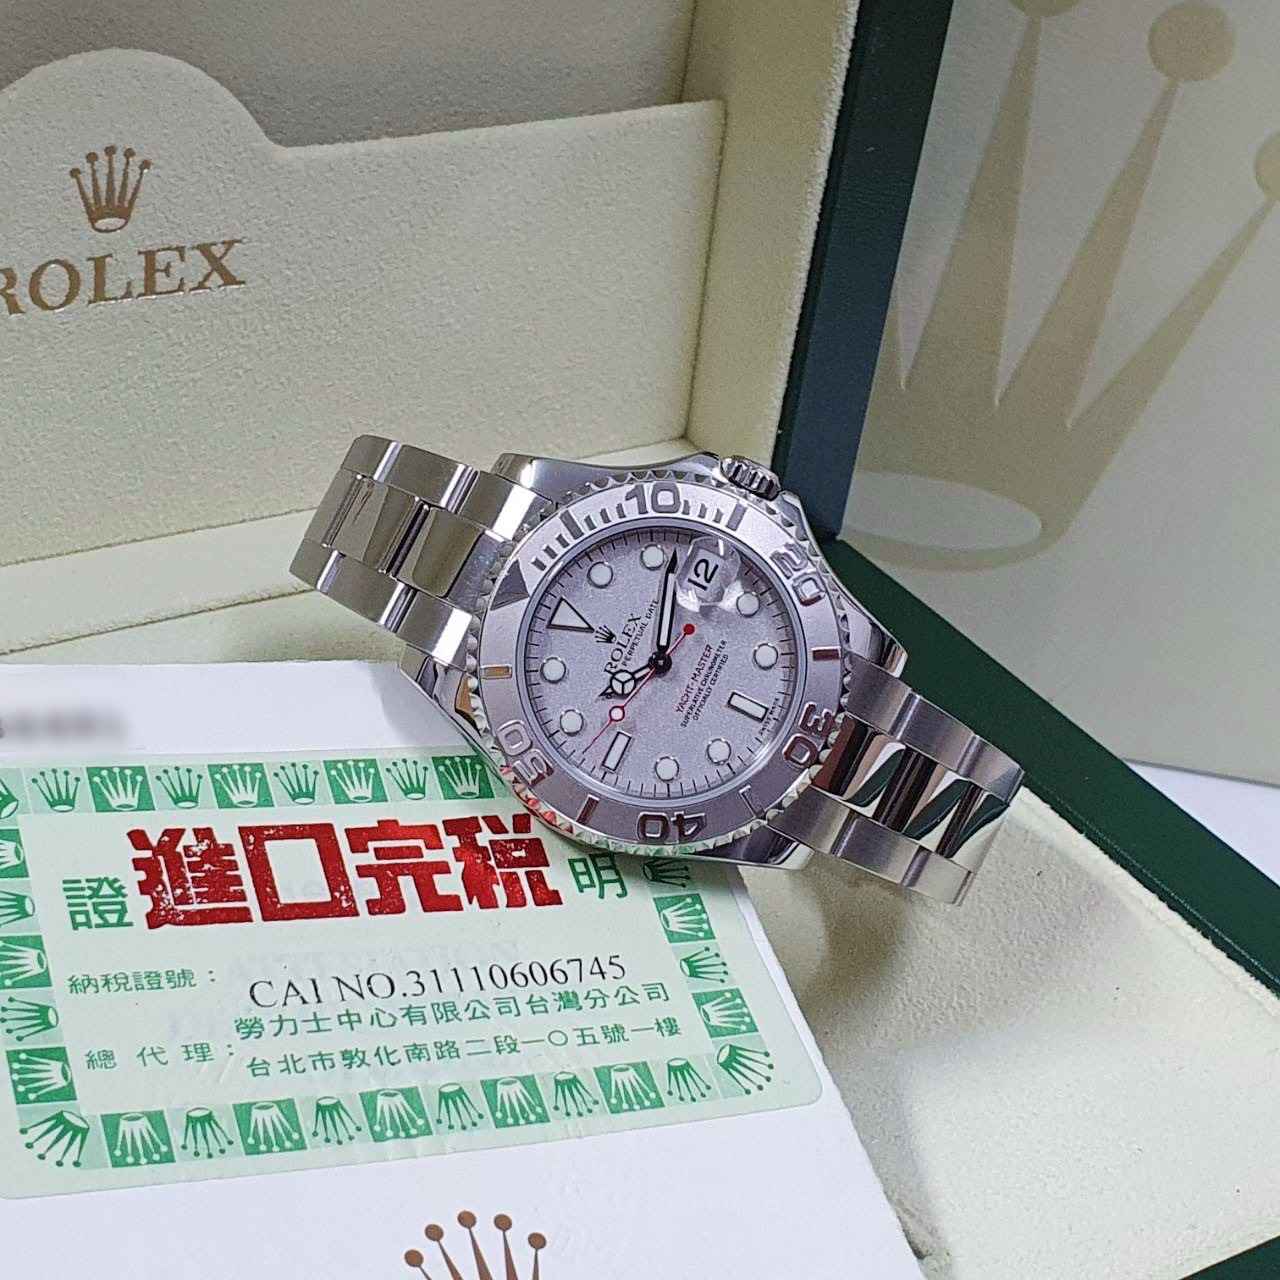 ROLEX
10
20
30
40
50
12
ROLEX
PERPETUAL DATE
YACHT-MASTER
SUPERLATIVE CHRONOMETER
OFFICIALLY CERTIFIED
SWISS MADE
證進口完稅明
納稅證號：CAI NO.31110606745
勞力士中心有限公司台灣分公司
總代理：台北市敦化南路二段一〇五號一樓